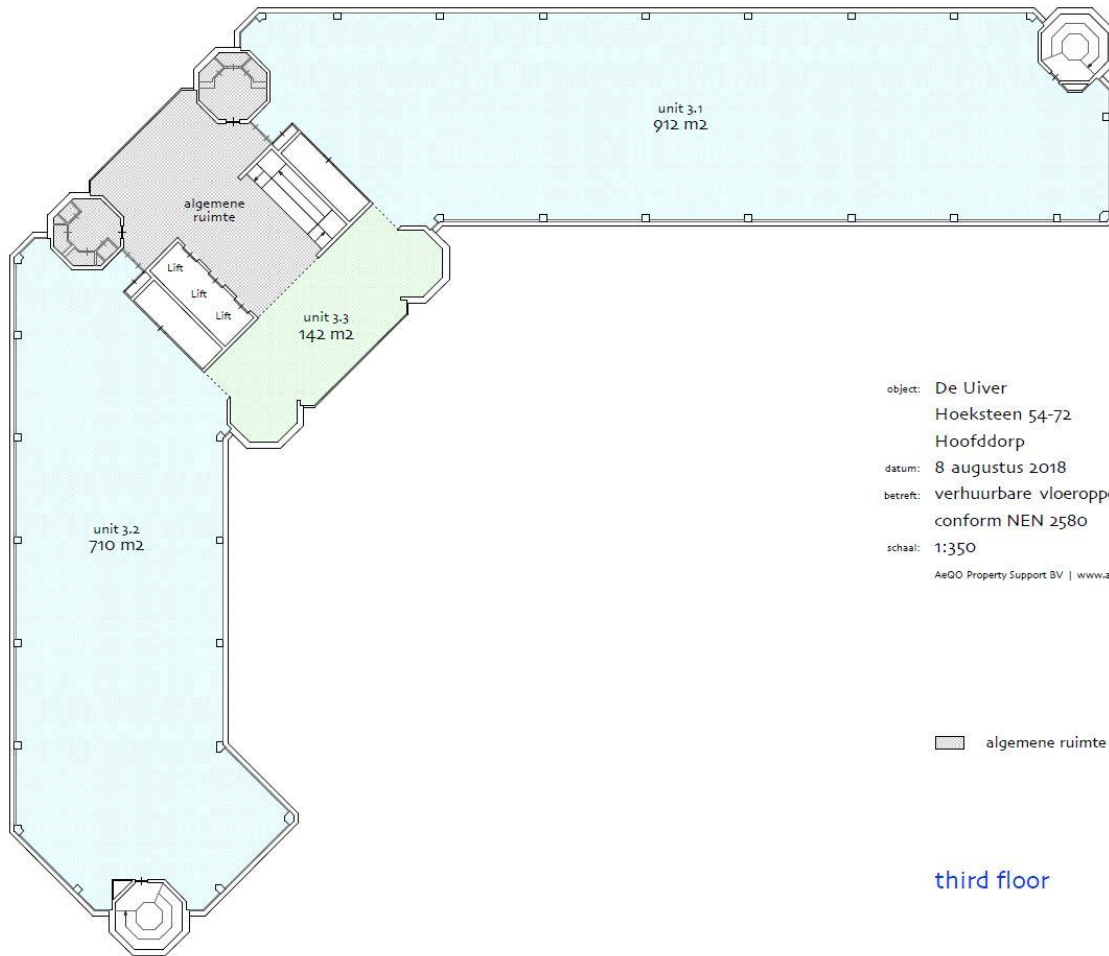 unit 3.1
912 m2
algemene
ruimte
Lift
Lift
Lift
unit 3.3
142 m2
unit 3.2
710 m2
object: De Uiver
Hoeksteen 54-72
Hoofddorp
datum: 8 augustus 2018
betreft: verhuurbare vloeroppe
conform NEN 2580
schaal: 1:350
AeQO Property Support BV | www.a
algemene ruimte
third floor